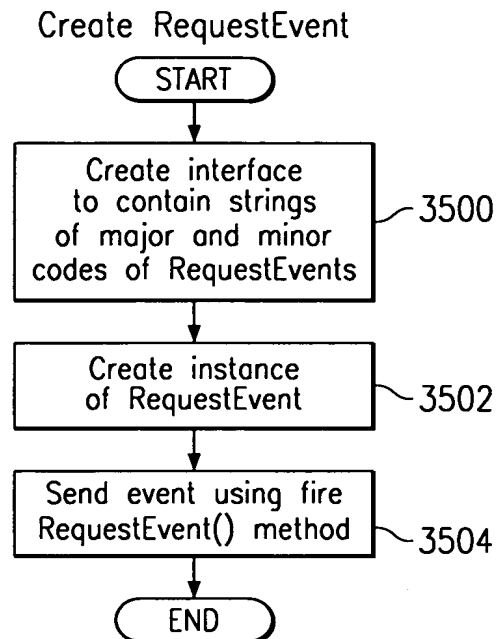 Create RequestEvent
START
Create interface
to contain strings
of major and minor
codes of RequestEvents
3500
Create instance
of RequestEvent
3502
Send event using fire
RequestEvent() method
3504
END